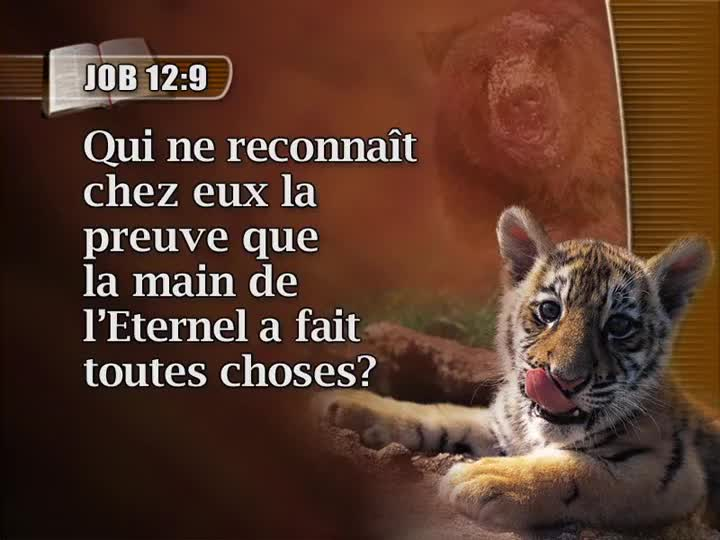 JOB 12:9
Qui ne reconnaît
chez eux la
preuve que
la main de
l’Eternel a fait
toutes choses?